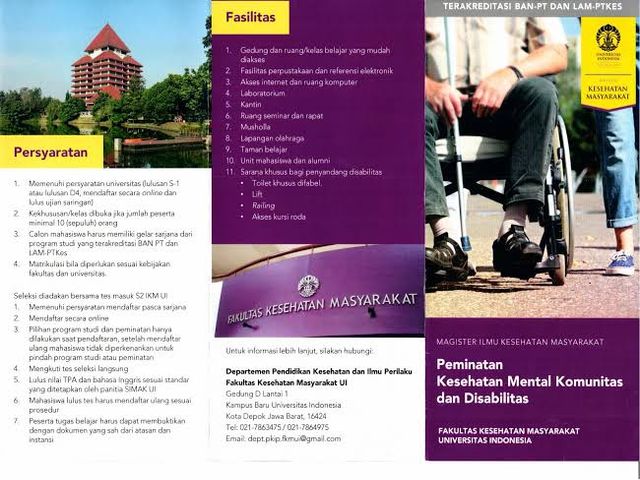 Persyaratan
1. Memenuhi persyaratan universitas (lulusan S-1
atau lulusan D4, mendaftar secara online dan
lulus ujian saringan)
2. Kekhususan/kelas dibuka jika jumlah peserta
minimal 10 (sepuluh) orang
3. Calon mahasiswa harus memiliki gelar sarjana dari
program studi yang terakreditasi BAN PT dan
LAM-PTKes
4. Matrikulasi bila diperlukan sesuai kebijakan
fakultas dan universitas.
Seleksi diadakan bersama tes masuk S2 IKM UI
1. Memenuhi persyaratan mendaftar pasca sarjana
2. Mendaftar secara online
3. Pilihan program studi dan peminatan hanya
dilakukan saat pendaftaran, setelah mendaftar
ulang mahasiswa tidak diperkenankan untuk
pindah program studi atau peminatan
4. Mengkuti tes seleksi langsung
5. Lulus nilai TPA dan bahasa Inggris sesuai standar
yang ditetapkan oleh panitia SIMAK UI
6. Mahasiswa lulus tes harus mendaftar ulang sesuai
prosedur
7. Peserta tugas belajar harus dapat membuktikan
dengan dokumen yang sah dari atasan dan
instansi
Fasilitas
1. Gedung dan ruang/kelas belajar yang mudah
diakses
2. Fasilitas perpustakaan dan referensi elektronik
3. Akses internet dan ruang komputer
4. Laboratorium
5. Kantin
6. Ruang seminar dan rapat
7. Musholla
8. Lapangan olahraga
9. Taman belajar
10. Unit mahasiswa dan alumni
11. Sarana khusus bagi penyandang disabilitas
• Toilet khusus difabel.
• Lift
• Railing
• Akses kursi roda
FAKULTAS KESEHATAN MASYARAKAT
Untuk informasi lebih lanjut, silakan hubungi:
Departemen Pendidikan Kesehatan dan Ilmu Perilaku
Fakultas Kesehatan Masyarakat UI
Gedung D Lantai 1
Kampus Baru Universitas Indonesia
Kota Depok Jawa Barat, 16424
Tel: 021-7863475 / 021-7864975
Email: dept.pkip.fkmui@gmail.com
TERAKREDITASI BAN-PT DAN LAM-PTKES
UNIVERSITAS
INDONESIA
KESEHATAN
MASYARAKAT
MAGISTER ILMU KESEHATAN MASYARAKAT
Peminatan
Kesehatan Mental Komunitas
dan Disabilitas
FAKULTAS KESEHATAN MASYARAKAT
UNIVERSITAS INDONESIA